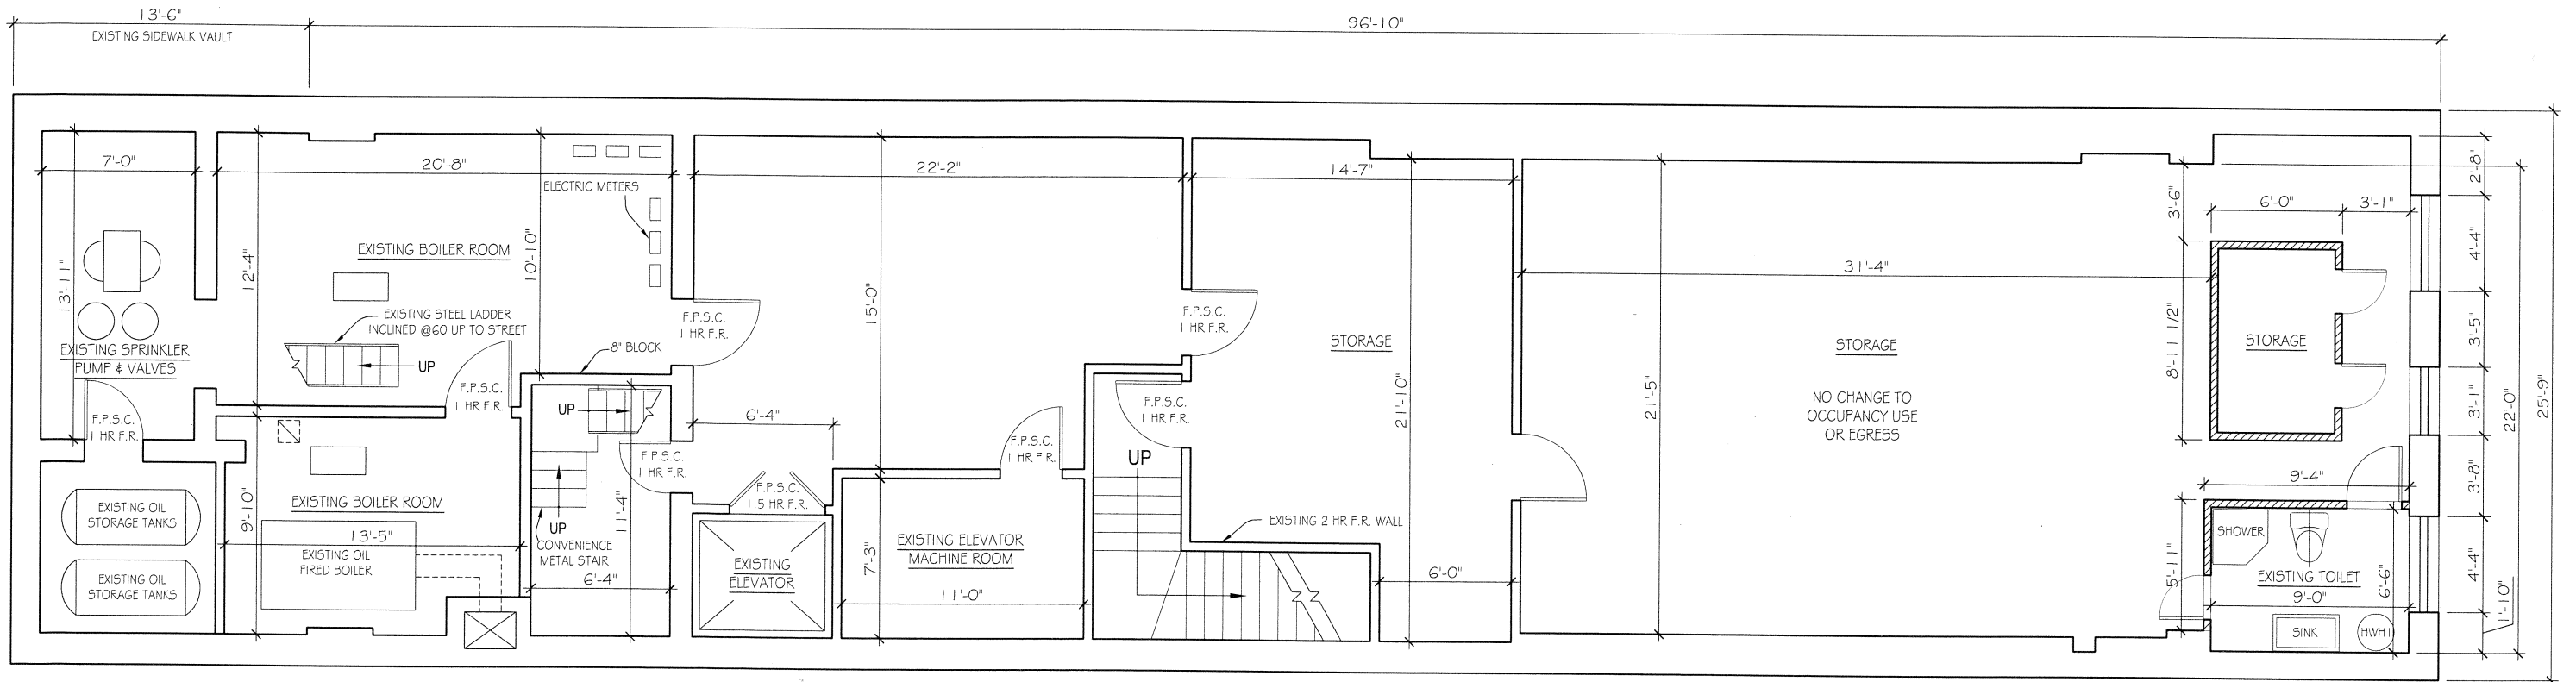 13'-6"
EXISTING SIDEWALK VAULT
96'-10"
7'-0"
20'-8"
22'-2"
14'-7"
2'-8"
ELECTRIC METERS
6'-0"
3'-1"
3'-6"
4'-4"
EXISTING BOILER ROOM
10'-10"
12'-4"
13'-11"
15'-0"
31'-4"
EXISTING STEEL LADDER
INCLINED @60 UP TO STREET
F.P.S.C.
1 HR F.R.
F.P.S.C.
1 HR F.R.
8' BLOCK
STORAGE
STORAGE
STORAGE
8'-11 1/2"
3'-5"
EXISTING SPRINKLER
PUMP & VALVES
UP
F.P.S.C.
1 HR F.R.
UP
6'-4"
F.P.S.C.
1 HR F.R.
21'-10"
21'-5"
NO CHANGE TO
OCCUPANCY USE
OR EGRESS
3'-1"
22'-0"
25'-9"
F.P.S.C.
1 HR F.R.
F.P.S.C.
1 HR F.R.
F.P.S.C.
1 HR F.R.
UP
9'-4"
3'-8"
EXISTING OIL
STORAGE TANKS
EXISTING BOILER ROOM
9'-10"
11'-4"
F.P.S.C.
1.5 HR F.R.
EXISTING 2 HR F.R. WALL
SHOWER
13'-5"
UP
CONVENIENCE
METAL STAIR
EXISTING ELEVATOR
MACHINE ROOM
7'-3"
EXISTING OIL
FIRED BOILER
EXISTING
ELEVATOR
6'-4"
6'-0"
5'-11"
EXISTING TOILET
6'-6"
4'-4"
EXISTING OIL
STORAGE TANKS
11'-0"
9'-0"
1'-10"
SINK
HWH1